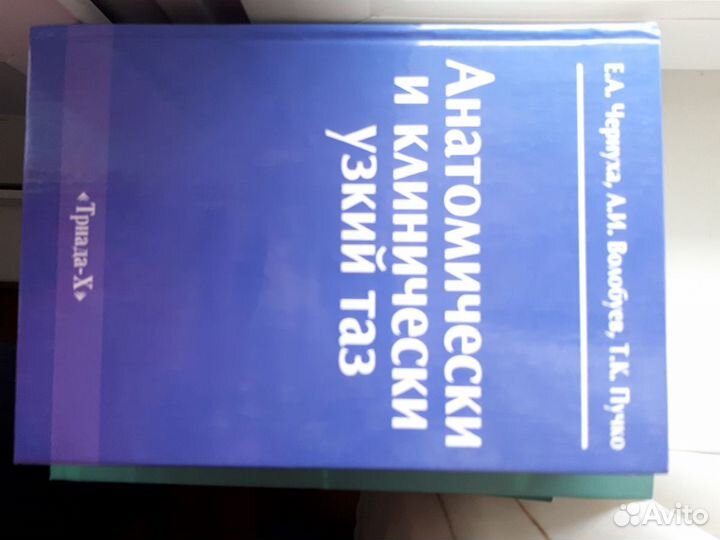 Е.А. Чернуха, А.И. Волобуев, Т.К. Пучко
Анатомически
и клинически
узкий таз
«Триада-Х»
Avito